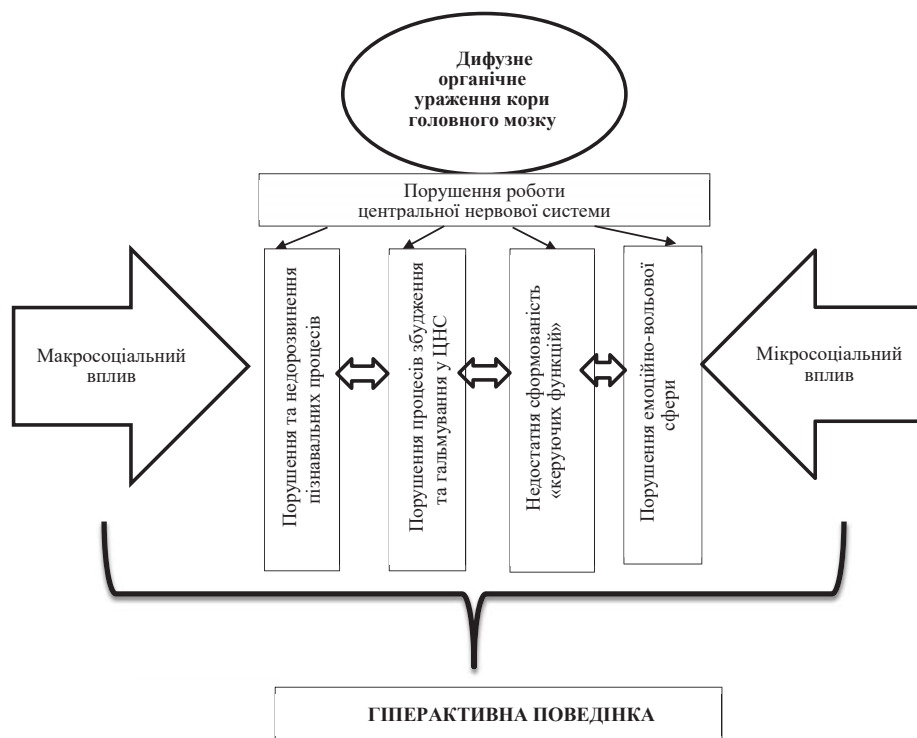 Дифузне
органічне
ураження кори
головного мозку
Порушення роботи
центральної нервової системи
Макросоціальний
вплив
Порушення та недорозвинення
пізнавальних процесів
Порушення процесів збудження
та гальмування у ЦНС
Недостатня сформованість
«керуючих функцій»
Порушення емоційно-вольової
сфери
Мікросоціальний
вплив
ГІПЕРАКТИВНА ПОВЕДІНКА